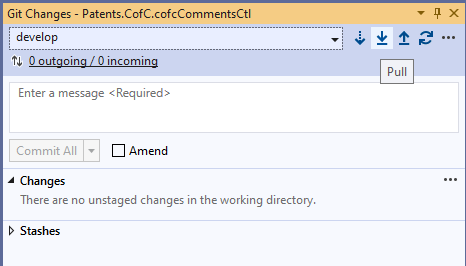 Git Changes - Patents.CofC.cofcCommentsCtl
develop
0 outgoing / 0 incoming
Pull
Enter a message <Required>
Commit All
Amend
Changes
There are no unstaged changes in the working directory.
Stashes